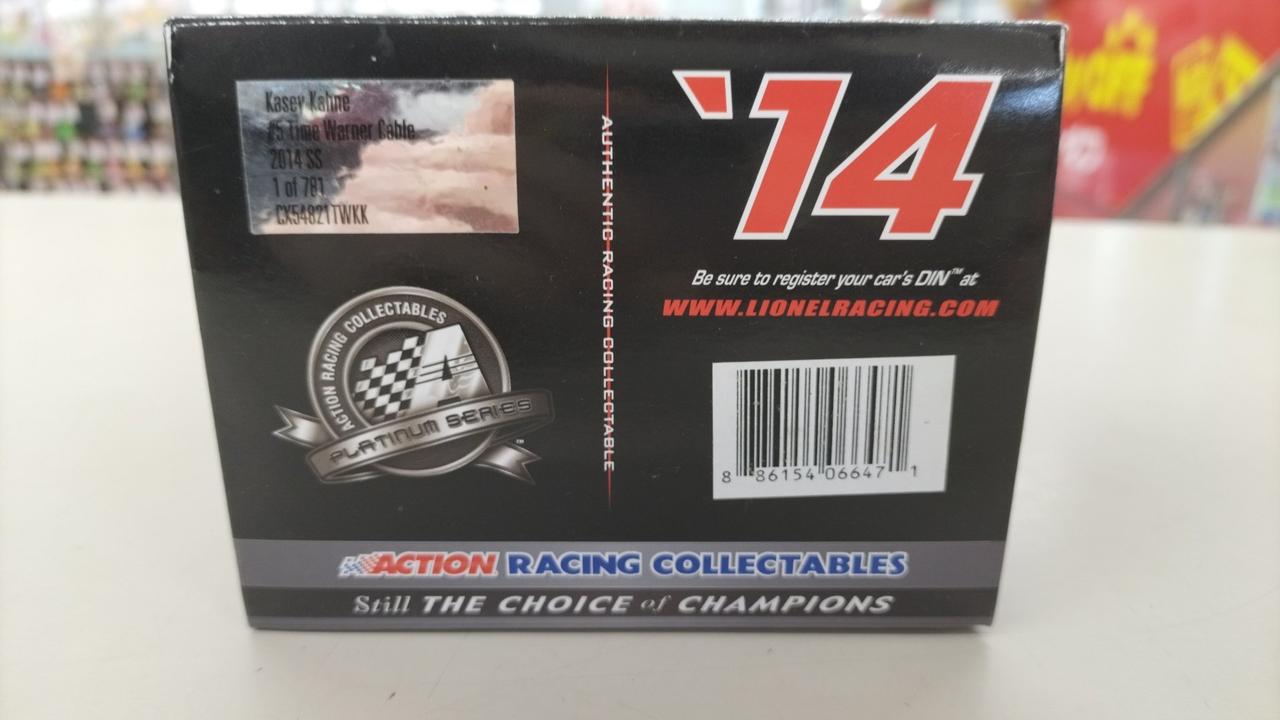 Kasey Kahne
#5 Time Warner Cable
2014 SS
1 of 781
CX54821TWKK
ACTION RACING COLLECTABLES
A
PLATINUM SERIES™
AUTHENTIC RACING COLLECTABLE
'14
Be sure to register your car's DIN™ at
WWW.LIONELRACING.COM
8 86154 06647 1
ACTION RACING COLLECTABLES
Still THE CHOICE of CHAMPIONS